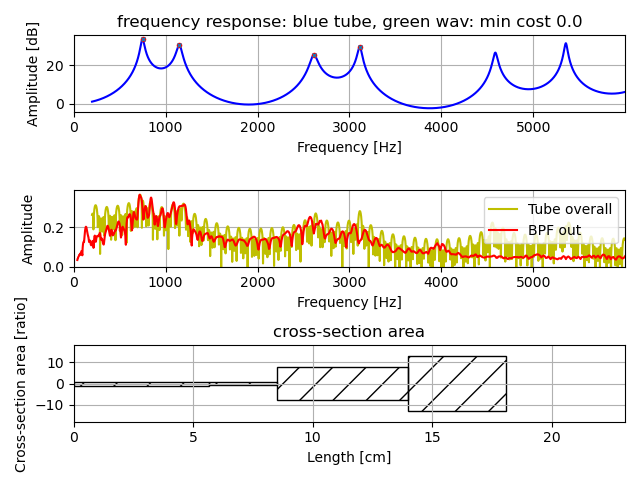 frequency response: blue tube, green wav: min cost 0.0
Amplitude [dB]
20
0
0 1000 2000 3000 4000 5000
Frequency [Hz]
Amplitude
0.2
0.0
Tube overall
BPF out
0 1000 2000 3000 4000 5000
Frequency [Hz]
cross-section area
Cross-section area [ratio]
10
0
−10
0 5 10 15 20
Length [cm]